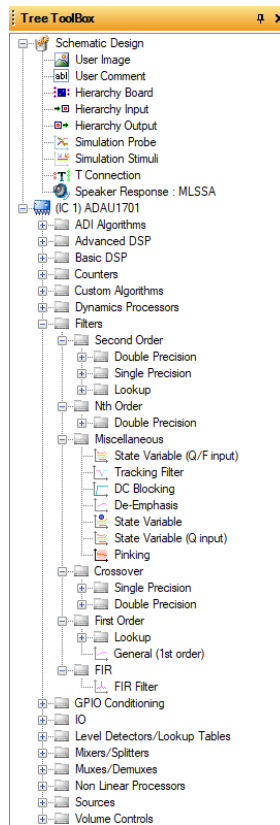 Tree ToolBox
Schematic Design
User Image
abl User Comment
Hierarchy Board
Hierarchy Input
Hierarchy Output
Simulation Probe
Simulation Stimuli
T T Connection
Speaker Response : MLSSA
(IC 1) ADAU1701
ADI Algorithms
Advanced DSP
Basic DSP
Counters
Custom Algorithms
Dynamics Processors
Filters
Second Order
Double Precision
Single Precision
Lookup
Nth Order
Double Precision
Miscellaneous
State Variable (Q/F input)
Tracking Filter
DC Blocking
De-Emphasis
State Variable
State Variable (Q input)
Pinking
Crossover
Single Precision
Double Precision
First Order
Lookup
General (1st order)
FIR
FIR Filter
GPIO Conditioning
IO
Level Detectors/Lookup Tables
Mixers/Splitters
Muxes/Demuxes
Non Linear Processors
Sources
Volume Controls